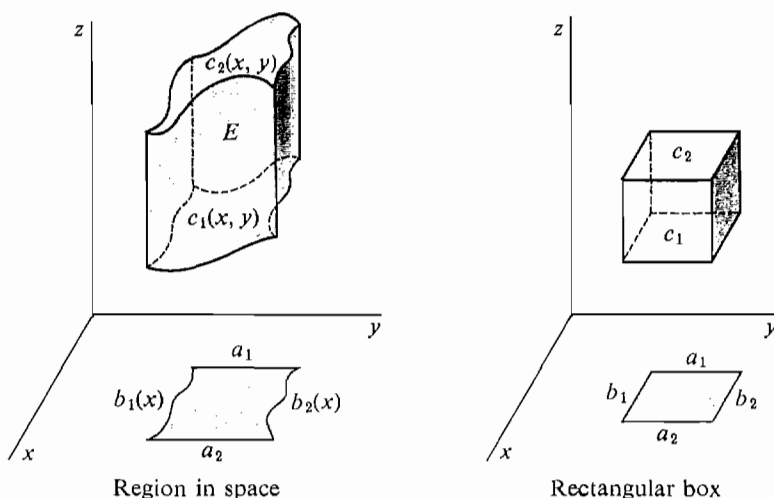 z
c₂(x, y)
E
c₁(x, y)
y
a₁
b₁(x)
b₂(x)
a₂
x
Region in space
z
c₂
c₁
y
a₁
b₁
b₂
a₂
x
Rectangular box